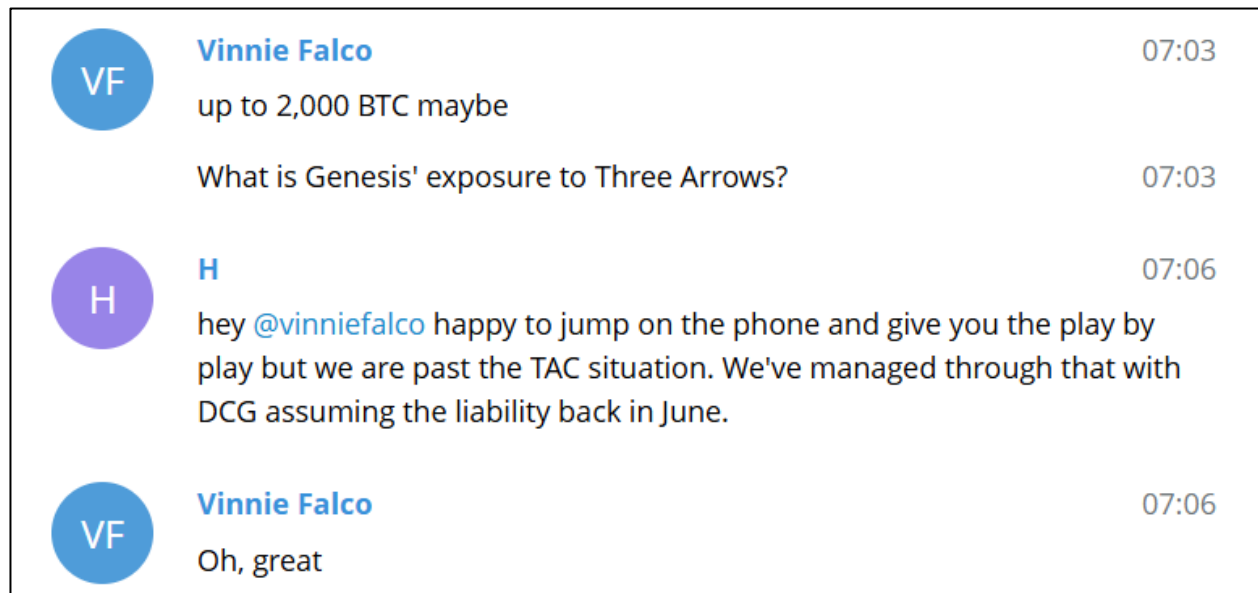 Vinnie Falco 07:03
VF
up to 2,000 BTC maybe
What is Genesis' exposure to Three Arrows? 07:03
H 07:06
H
hey @vinniefalco happy to jump on the phone and give you the play by
play but we are past the TAC situation. We've managed through that with
DCG assuming the liability back in June.
Vinnie Falco 07:06
VF
Oh, great